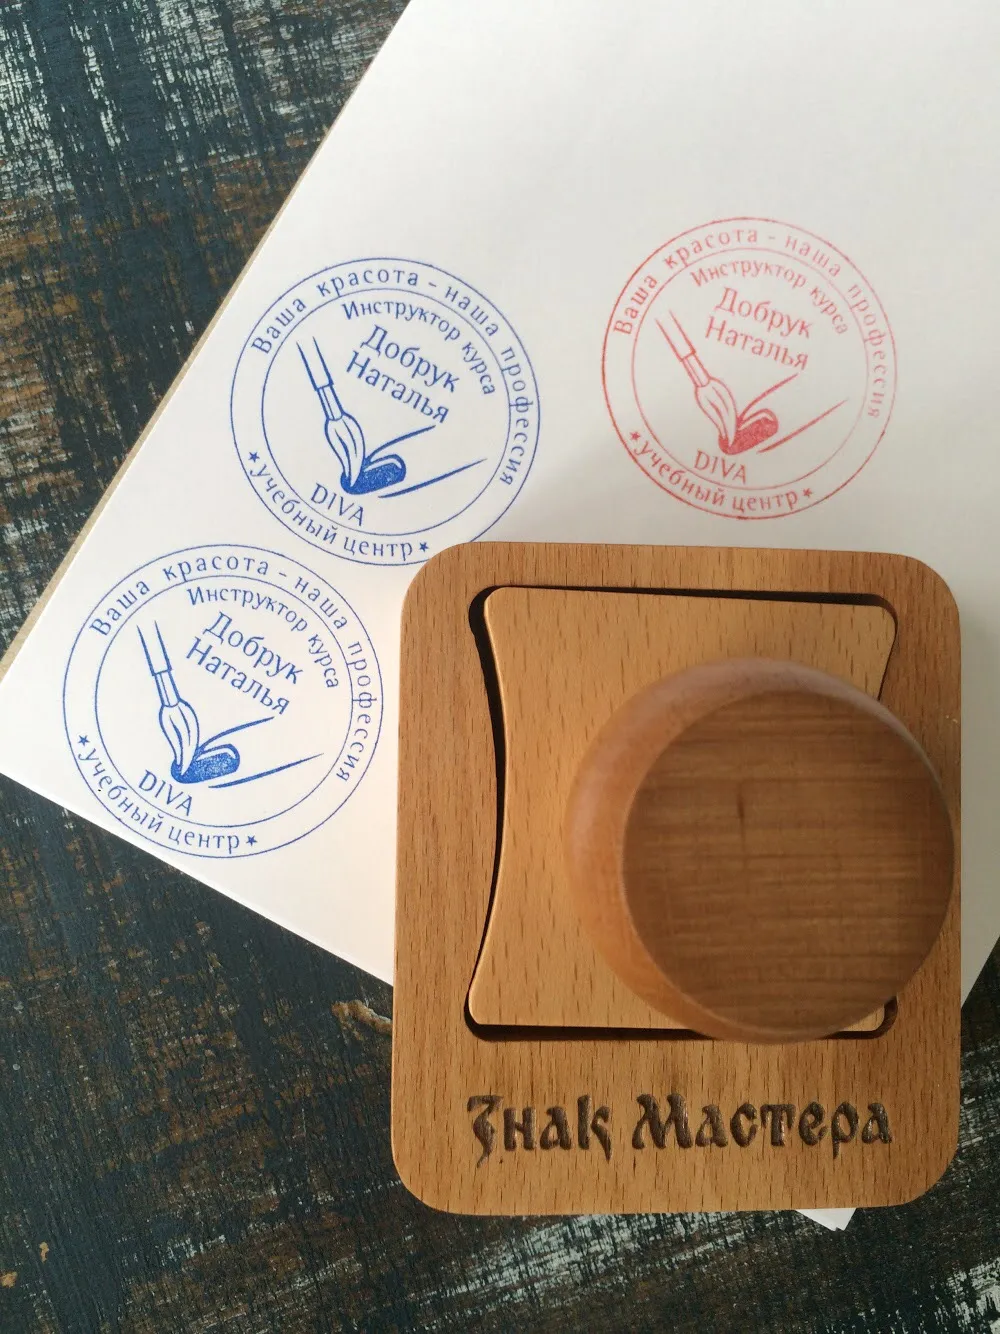 Ваша красота - наша профессия
Инструктор курса
Добрук
Наталья
DIVA
★ учебный центр ★
Ваша красота - наша профессия
Инструктор курса
Добрук
Наталья
DIVA
★ учебный центр ★
Ваша красота - наша профессия
Инструктор курса
Добрук
Наталья
DIVA
★ учебный центр ★
Знак Мастера